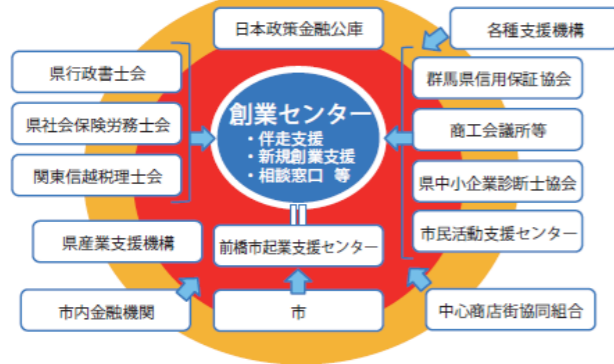 日本政策金融公庫
各種支援機構
県行政書士会
県社会保険労務士会
関東信越税理士会
創業センター
・伴走支援
・新規創業支援
・相談窓口 等
群馬県信用保証協会
商工会議所等
県中小企業診断士協会
市民活動支援センター
県産業支援機構
前橋市起業支援センター
市内金融機関
市
中心商店街協同組合